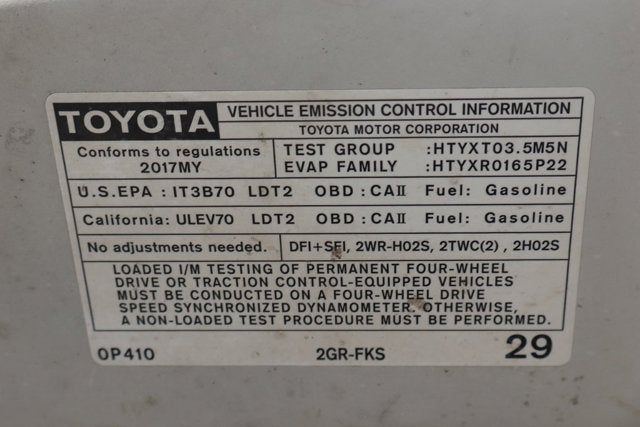 TOYOTA
VEHICLE EMISSION CONTROL INFORMATION
TOYOTA MOTOR CORPORATION
Conforms to regulations
2017MY
TEST GROUP :HTYXT03.5M5N
EVAP FAMILY :HTYXR0165P22
U.S.EPA : IT3B70 LDT2 OBD :CAII Fuel: Gasoline
California: ULEV70 LDT2 OBD :CAII Fuel: Gasoline
No adjustments needed. DFI+SFI, 2WR-HO2S, 2TWC(2) , 2HO2S
LOADED I/M TESTING OF PERMANENT FOUR-WHEEL
DRIVE OR TRACTION CONTROL-EQUIPPED VEHICLES
MUST BE CONDUCTED ON A FOUR-WHEEL DRIVE
SPEED SYNCHRONIZED DYNAMOMETER. OTHERWISE,
A NON-LOADED TEST PROCEDURE MUST BE PERFORMED.
0P410 2GR-FKS 29